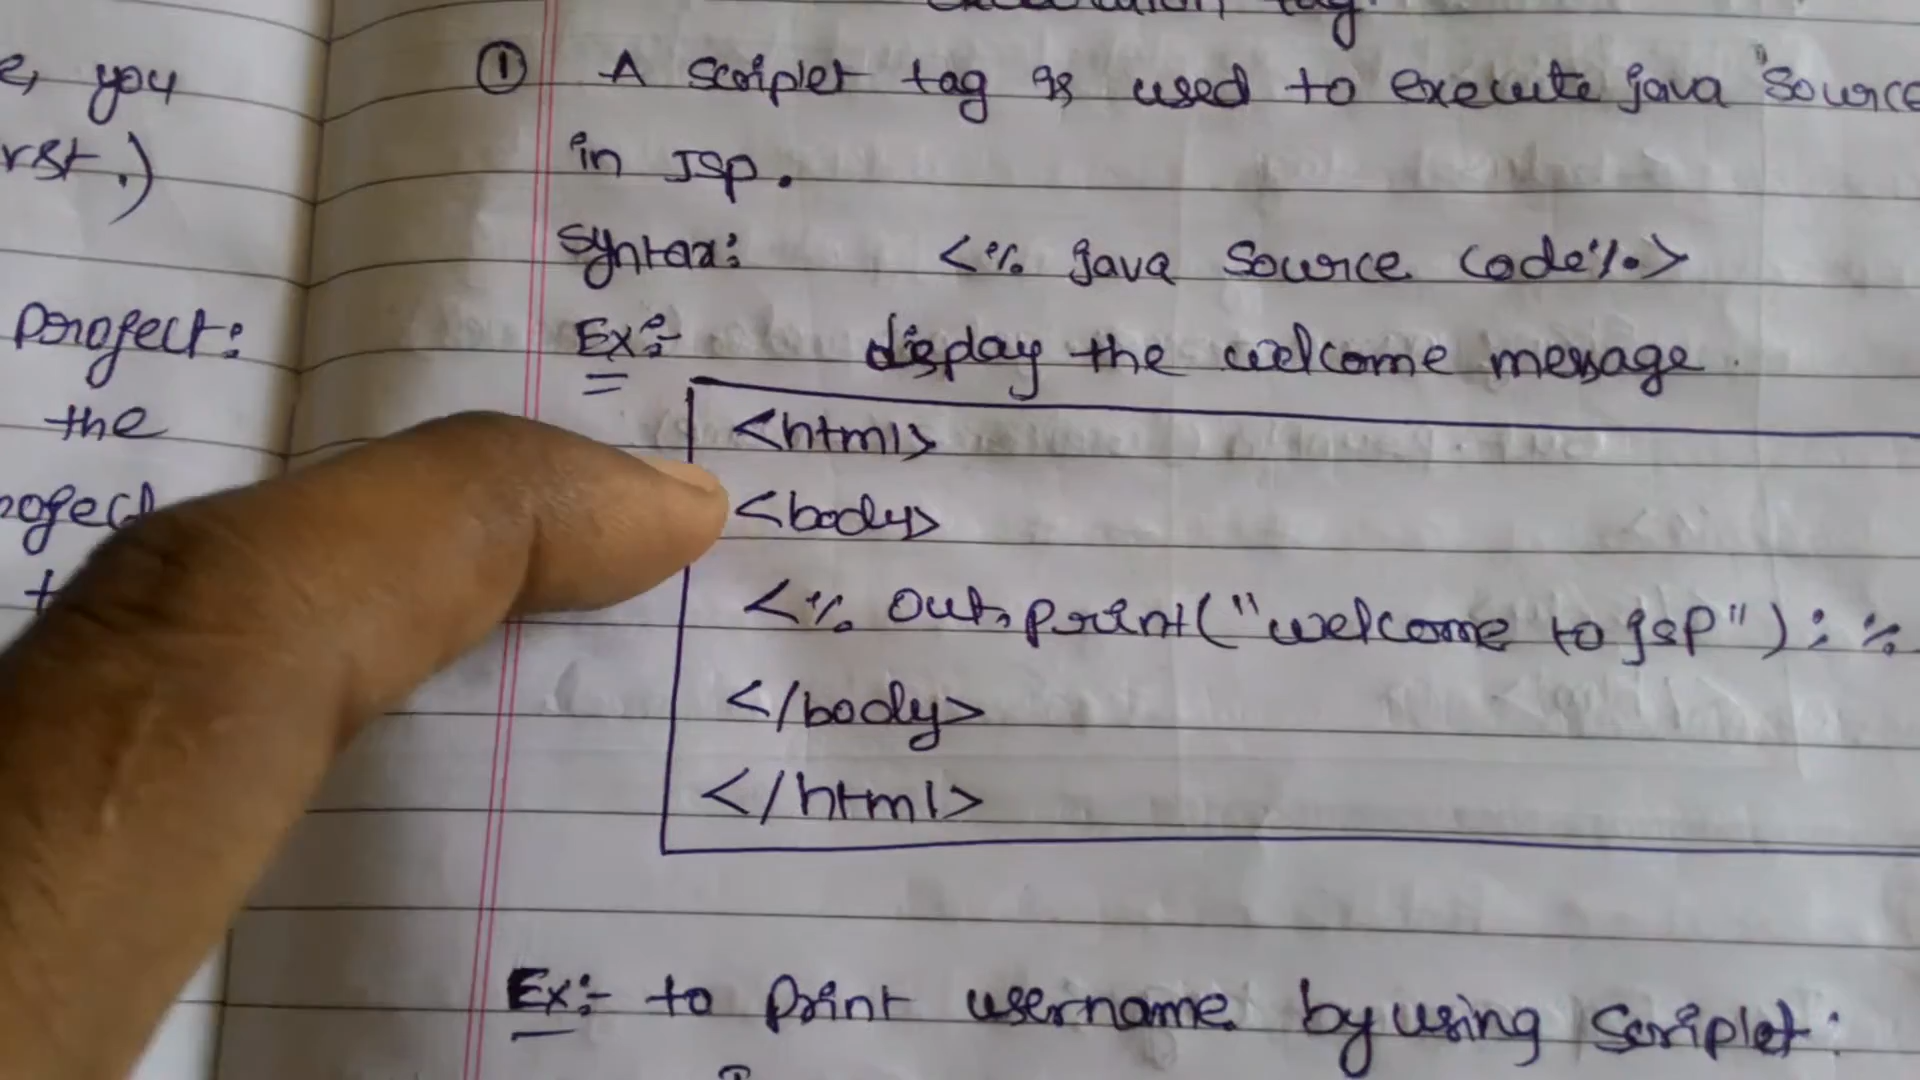 e, you
rst.)
project:
the
tag
① A scriplet tag is used to execute java source
in JSP.
Syntax: <% java source code%>
Ex:- display the welcome message.
<html>
<body>
<% out.print("welcome to jsp"); %
</body>
</html>
Ex:- to print username by using scriplet: